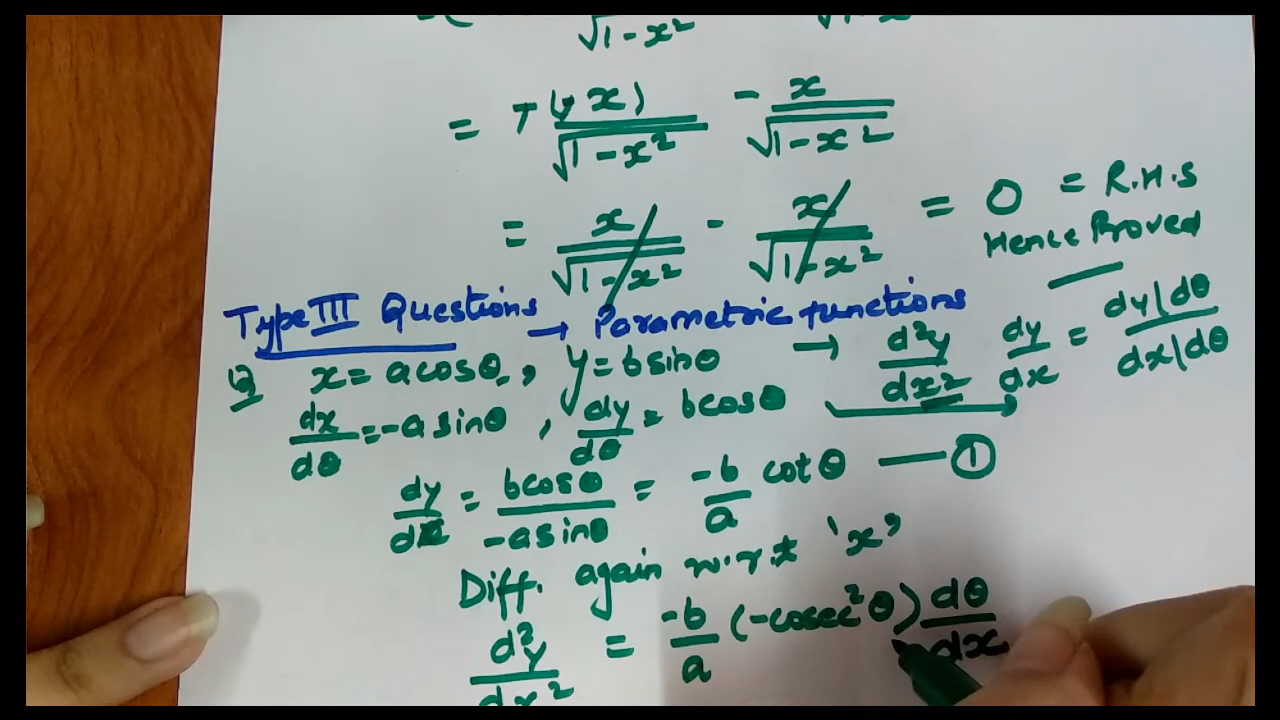 √1-x²
= + (+x)/√1-x² - x/√1-x²
= x/√1-x² - x/√1-x² = 0 = R.H.S
Hence Proved
Type III Questions → Parametric functions
Q) x = a cosθ, y = b sinθ → d²y/dx² dy/dx = dy/dθ / dx/dθ
dx/dθ = -a sinθ, dy/dθ = b cosθ
dy/dx = b cosθ / -a sinθ = -b/a cotθ — ①
Diff. again w.r.t 'x'
d²y/dx² = -b/a (-cosec²θ) dθ/dx